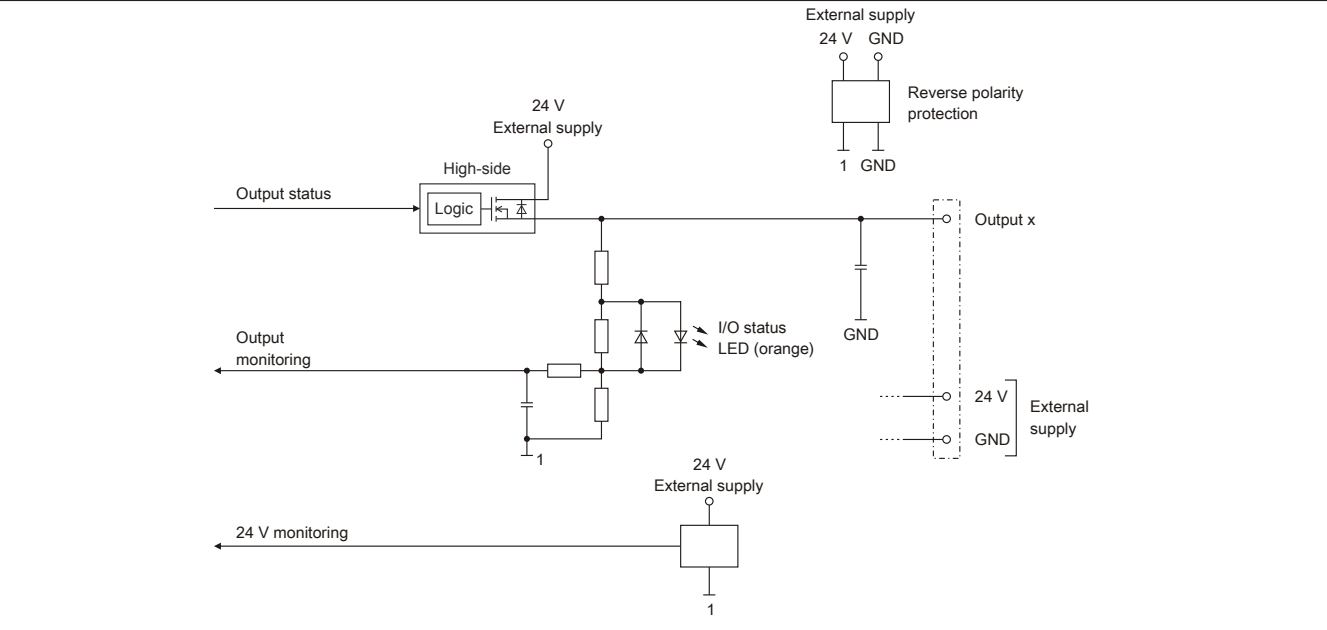 External supply
24 V GND
Reverse polarity
protection
1 GND
24 V
External supply
High-side
Output status
Logic
Output x
I/O status
LED (orange)
GND
Output
monitoring
24 V
GND
External
supply
1
24 V
External supply
24 V monitoring
1